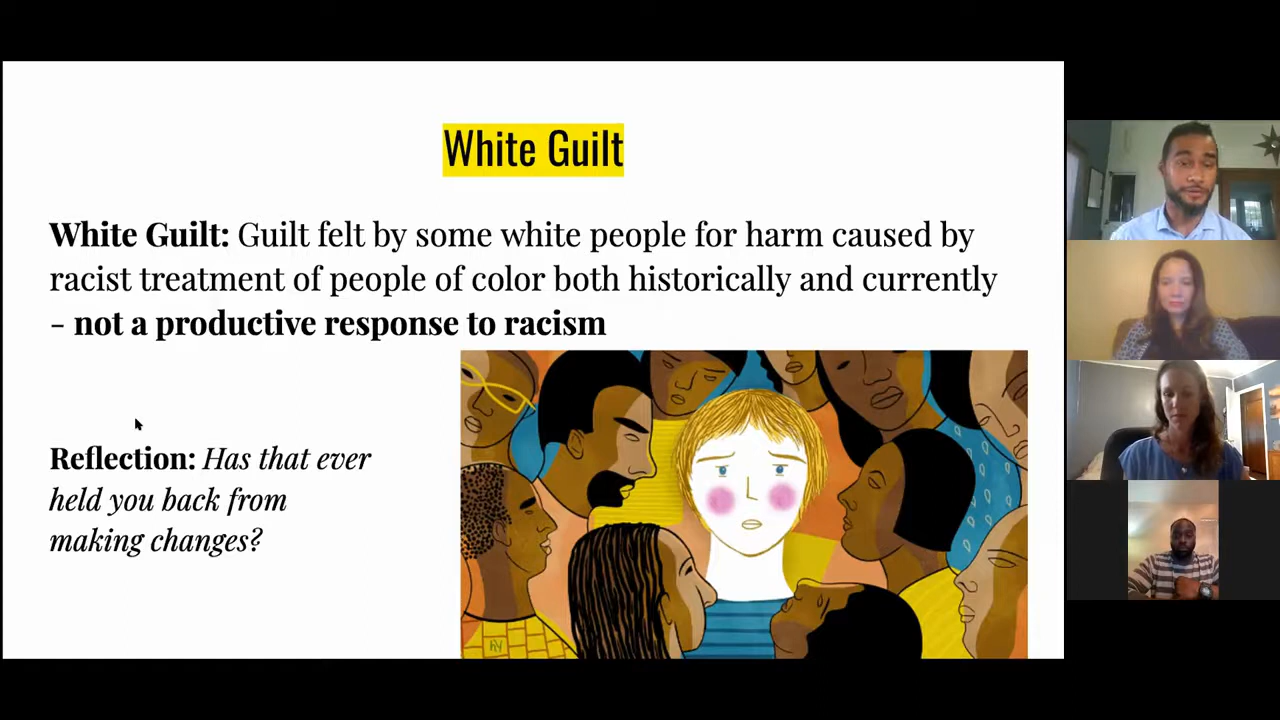 White Guilt
White Guilt: Guilt felt by some white people for harm caused by
racist treatment of people of color both historically and currently
- not a productive response to racism
Reflection: Has that ever
held you back from
making changes?